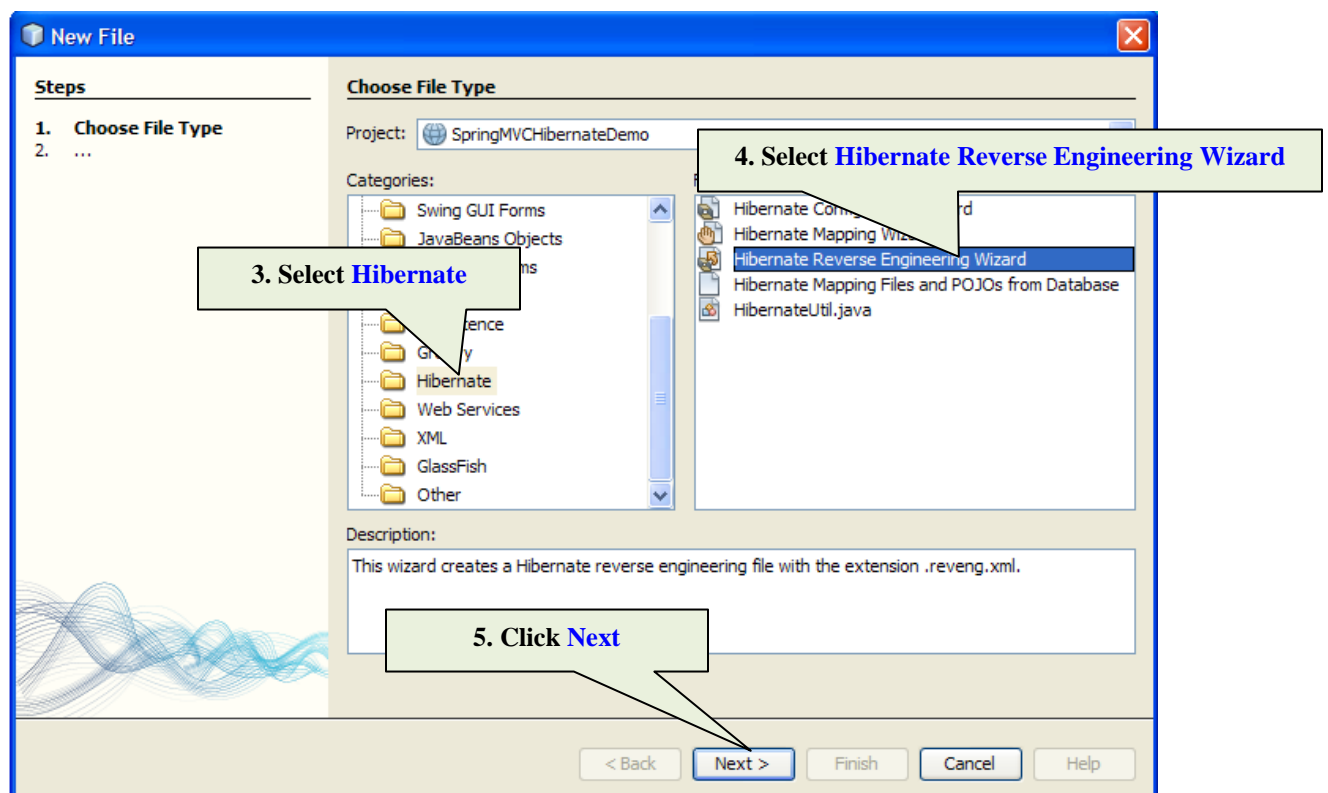 New File
Steps
1. Choose File Type
2. ...
Choose File Type
Project: SpringMVCHibernateDemo
4. Select Hibernate Reverse Engineering Wizard
Categories:
Swing GUI Forms
JavaBeans Objects
3. Select Hibernate
Hibernate
Web Services
XML
GlassFish
Other
Hibernate Mapping
Hibernate Reverse Engineering Wizard
Hibernate Mapping Files and POJOs from Database
HibernateUtil.java
Description:
This wizard creates a Hibernate reverse engineering file with the extension .reveng.xml.
5. Click Next
< Back
Next >
Finish
Cancel
Help